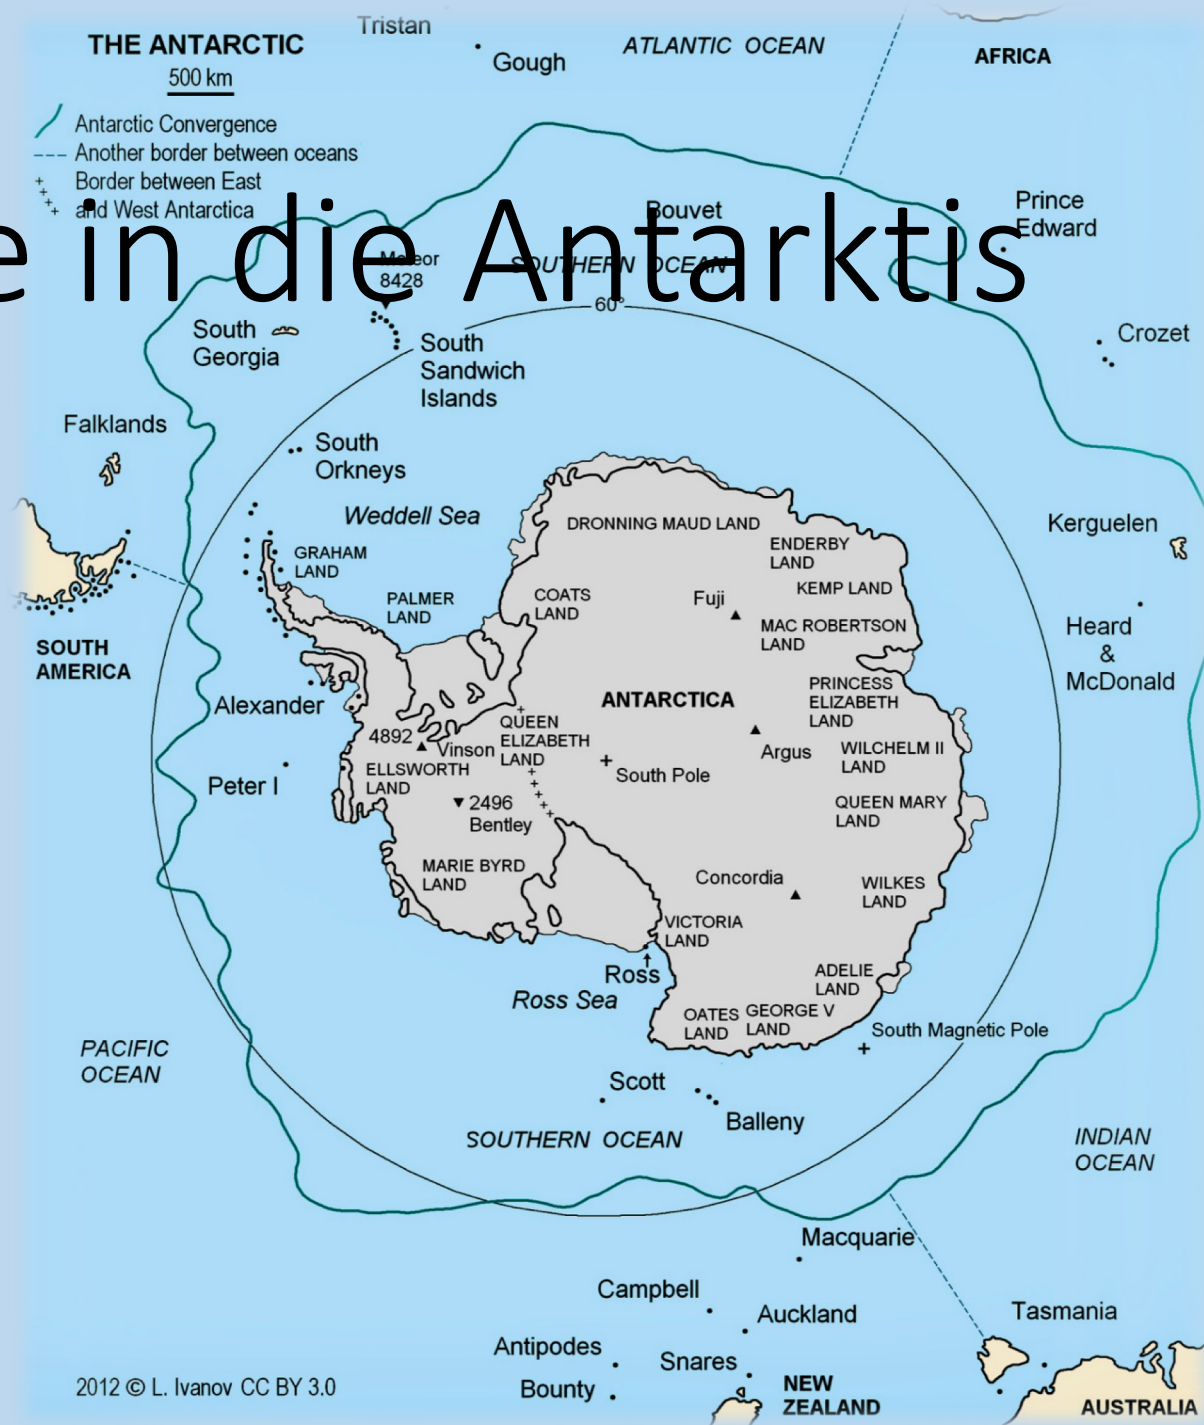 Tristan
THE ANTARCTIC
500 km
Gough
ATLANTIC OCEAN
AFRICA
Antarctic Convergence
Another border between oceans
Border between East
and West Antarctica
e in die Antarktis
Bouvet
Prince
Edward
Meteor
8428
SOUTHERN OCEAN
60°
South
Georgia
South
Sandwich
Islands
Crozet
Falklands
South
Orkneys
Weddell Sea
Kerguelen
DRONNING MAUD LAND
ENDERBY
LAND
GRAHAM
LAND
KEMP LAND
PALMER
LAND
COATS
LAND
Fuji
MAC ROBERTSON
LAND
Heard
&
McDonald
SOUTH
AMERICA
Alexander
ANTARCTICA
PRINCESS
ELIZABETH
LAND
4892
Vinson
QUEEN
ELIZABETH
LAND
Argus
WILCHELM II
LAND
South Pole
ELLSWORTH
LAND
Peter I
2496
Bentley
QUEEN MARY
LAND
MARIE BYRD
LAND
Concordia
WILKES
LAND
VICTORIA
LAND
Ross
Ross Sea
ADELIE
LAND
OATES
LAND
GEORGE V
LAND
South Magnetic Pole
PACIFIC
OCEAN
Scott
Balleny
SOUTHERN OCEAN
INDIAN
OCEAN
Macquarie
Campbell
Auckland
Tasmania
Antipodes
Snares
Bounty
NEW
ZEALAND
AUSTRALIA
2012 © L. Ivanov CC BY 3.0